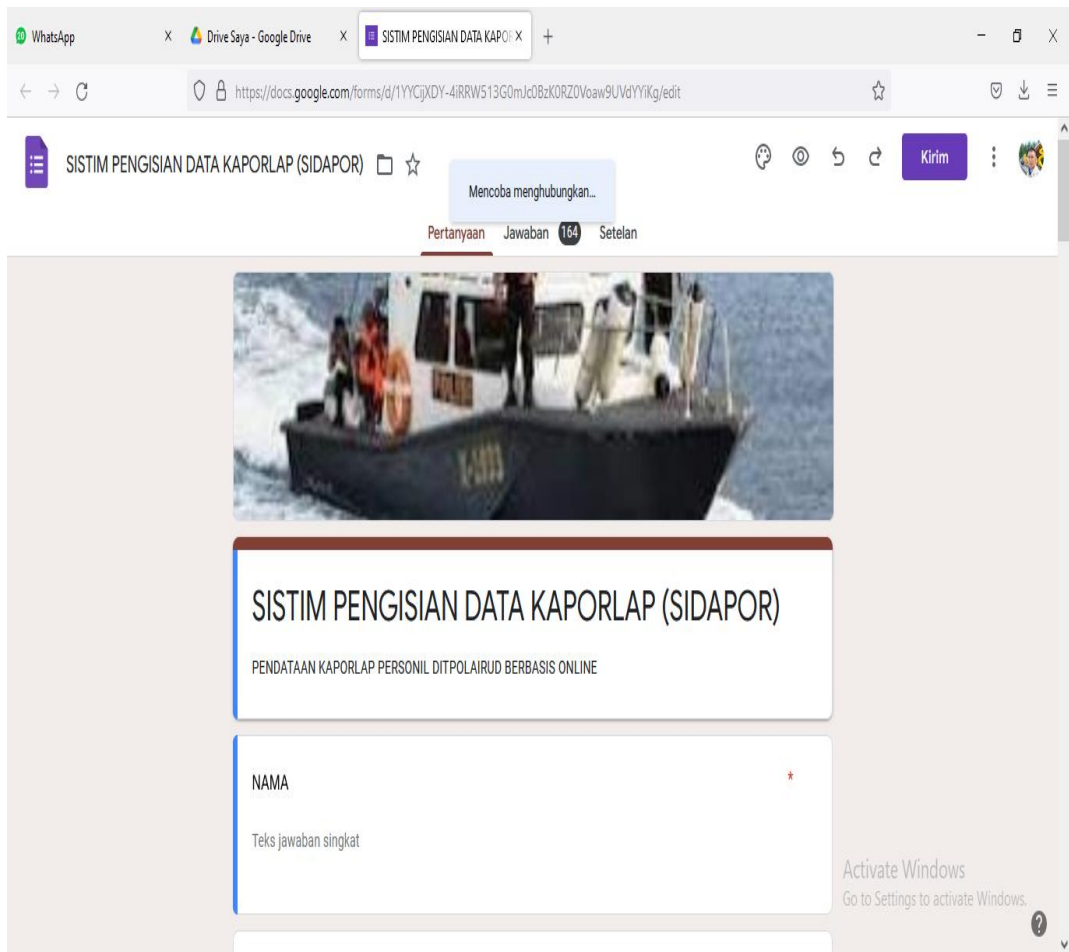 20 WhatsApp
Drive Saya - Google Drive
SISTIM PENGISIAN DATA KAPOR
https://docs.google.com/forms/d/1YYCijXDY-4iRRW513G0mJc0BzK0RZ0Voaw9UVdYYiKg/edit
SISTIM PENGISIAN DATA KAPORLAP (SIDAPOR)
Kirim
Mencoba menghubungkan...
Pertanyaan Jawaban 164 Setelan
SISTIM PENGISIAN DATA KAPORLAP (SIDAPOR)
PENDATAAN KAPORLAP PERSONIL DITPOLAIRUD BERBASIS ONLINE
NAMA *
Teks jawaban singkat
Activate Windows
Go to Settings to activate Windows.